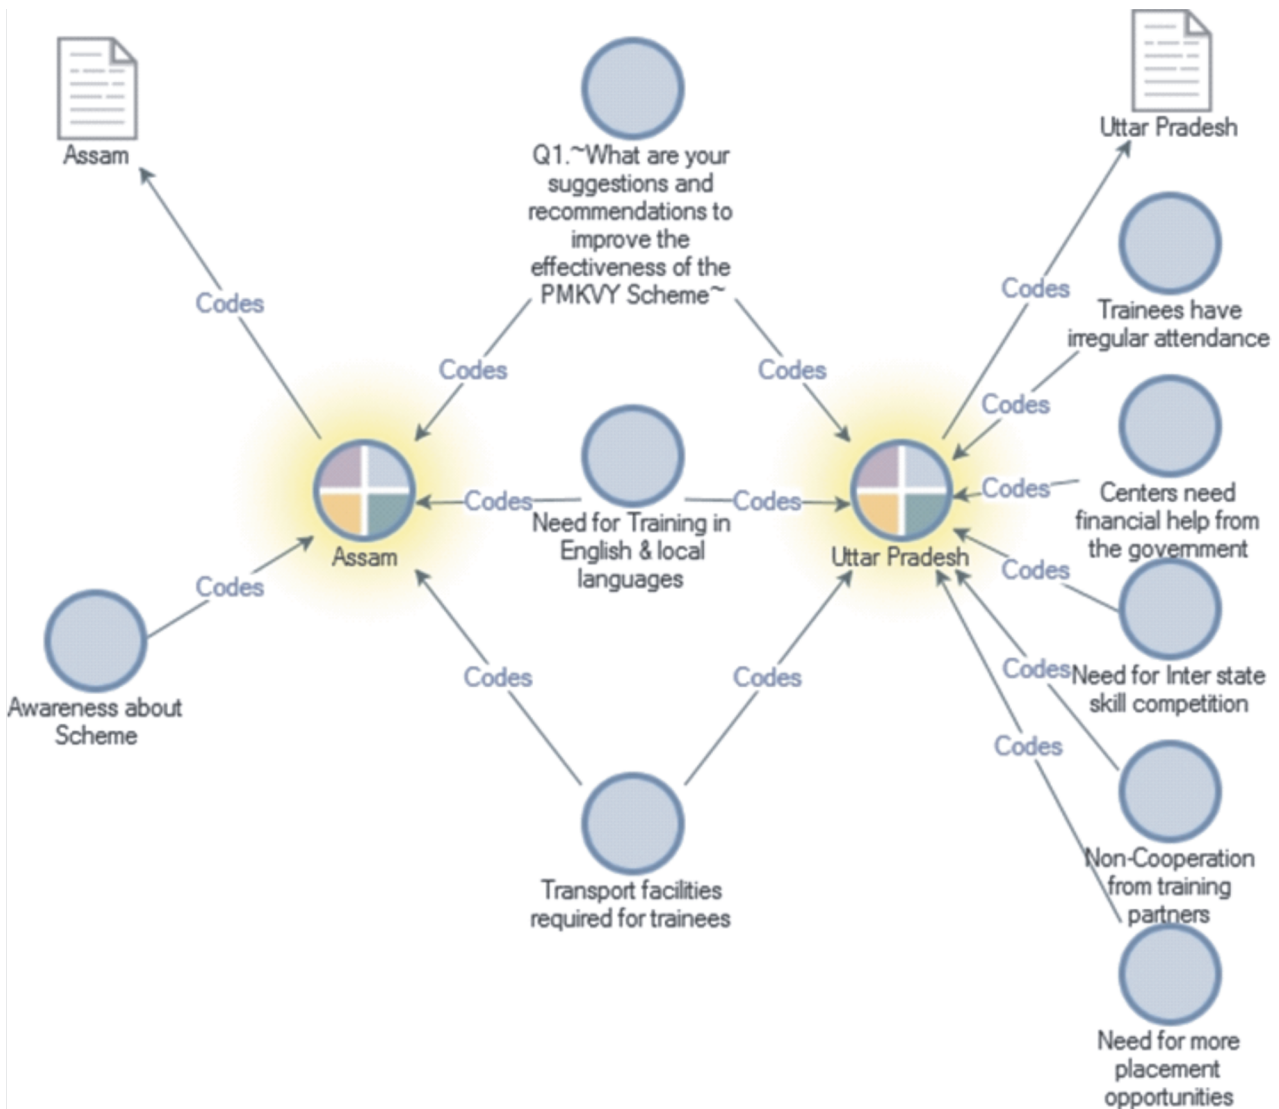 Assam
Uttar Pradesh
Q1.~What are your
suggestions and
recommendations to
improve the
effectiveness of the
PMKVY Scheme~
Codes
Codes
Codes
Codes
Trainees have
irregular attendance
Codes
Codes
Codes
Codes
Centers need
financial help from
the government
Need for Training in
English & local
languages
Assam
Uttar Pradesh
Codes
Codes
Awareness about
Scheme
Codes
Codes
Codes
Need for Inter state
skill competition
Codes
Non-Cooperation
from training
partners
Transport facilities
required for trainees
Need for more
placement
opportunities